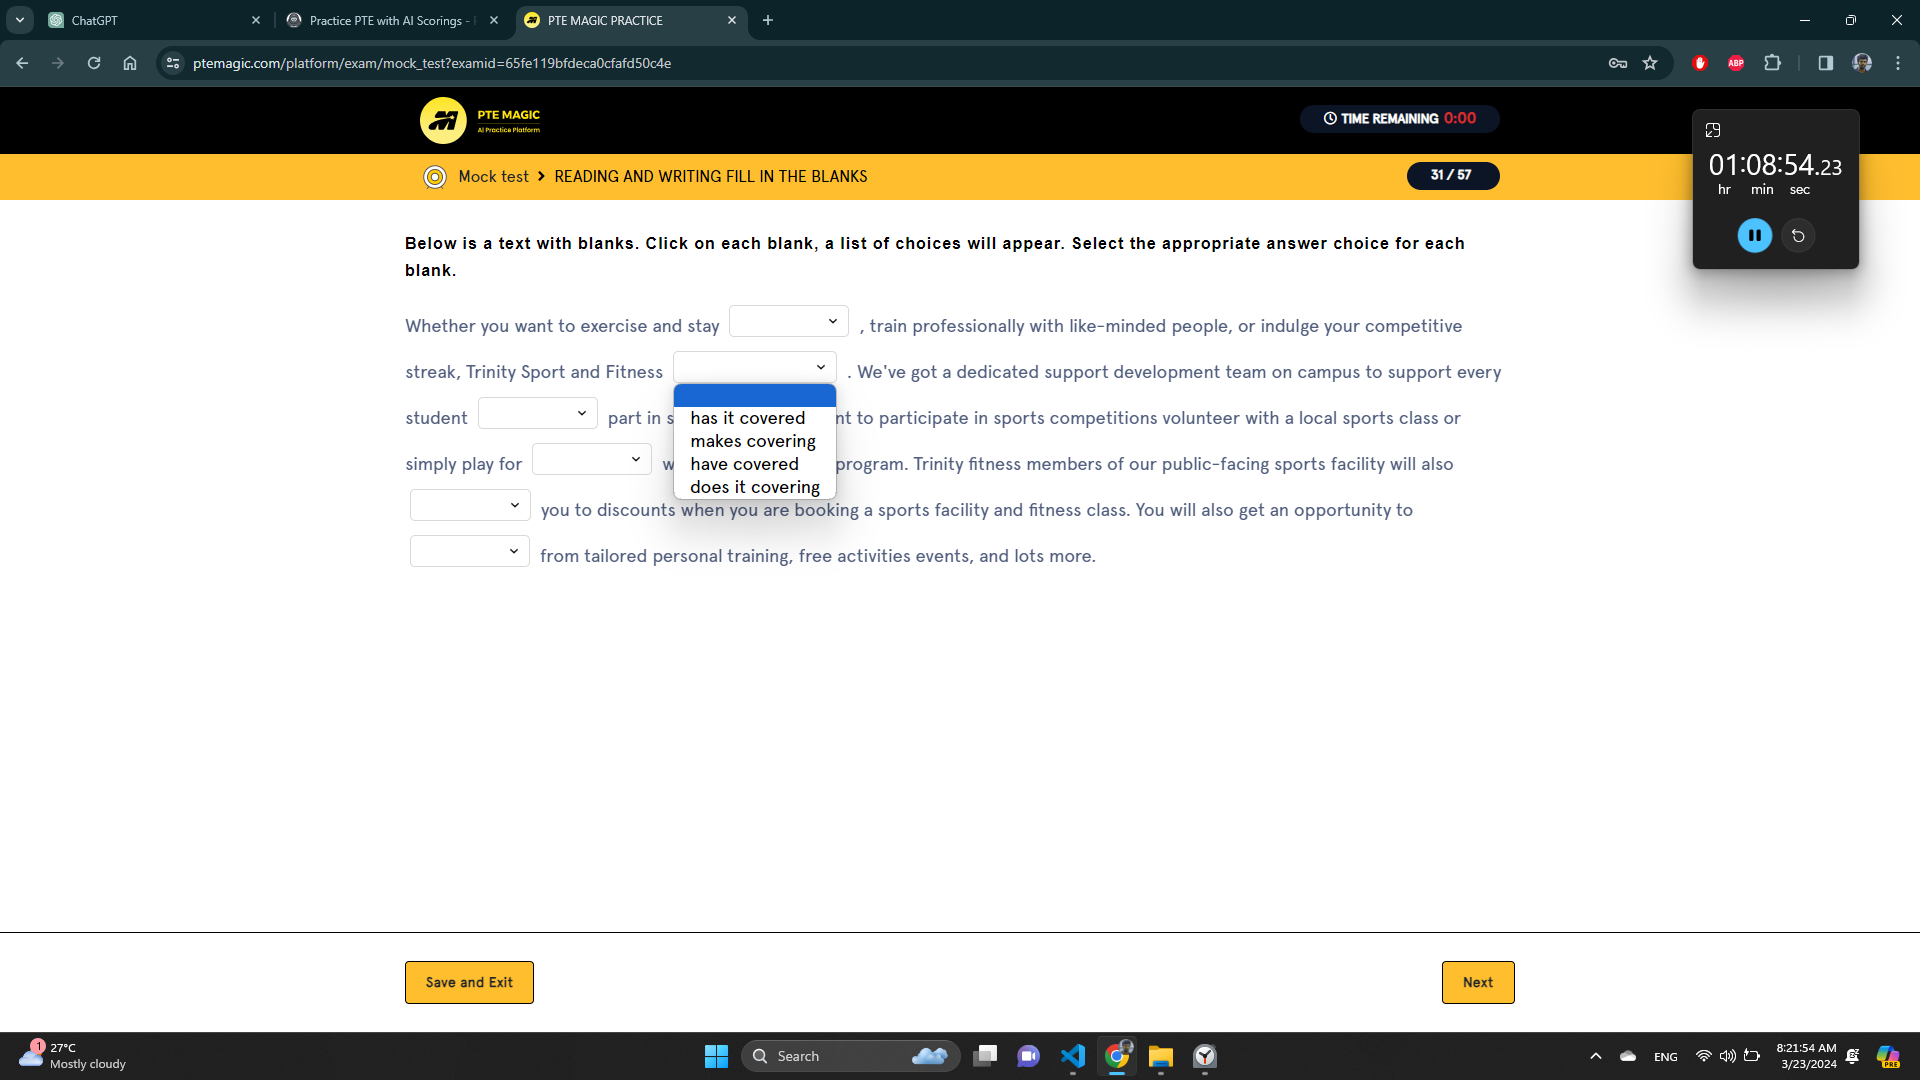 ChatGPT
Practice PTE with AI Scorings -
PTE MAGIC PRACTICE
ptemagic.com/platform/exam/mock_test?examid=65fe119bfdeca0cfafd50c4e
ABP
PTE MAGIC
AI Practice Platform
TIME REMAINING 0:00
01:08:54.23
hr min sec
Mock test > READING AND WRITING FILL IN THE BLANKS
31 / 57
Below is a text with blanks. Click on each blank, a list of choices will appear. Select the appropriate answer choice for each
blank.
Whether you want to exercise and stay , train professionally with like-minded people, or indulge your competitive
streak, Trinity Sport and Fitness . We've got a dedicated support development team on campus to support every
student part in s nt to participate in sports competitions volunteer with a local sports class or
simply play for w program. Trinity fitness members of our public-facing sports facility will also
you to discounts when you are booking a sports facility and fitness class. You will also get an opportunity to
from tailored personal training, free activities events, and lots more.
has it covered
makes covering
have covered
does it covering
Save and Exit
Next
1
27°C
Mostly cloudy
Search
ENG
8:21:54 AM
3/23/2024
PRE